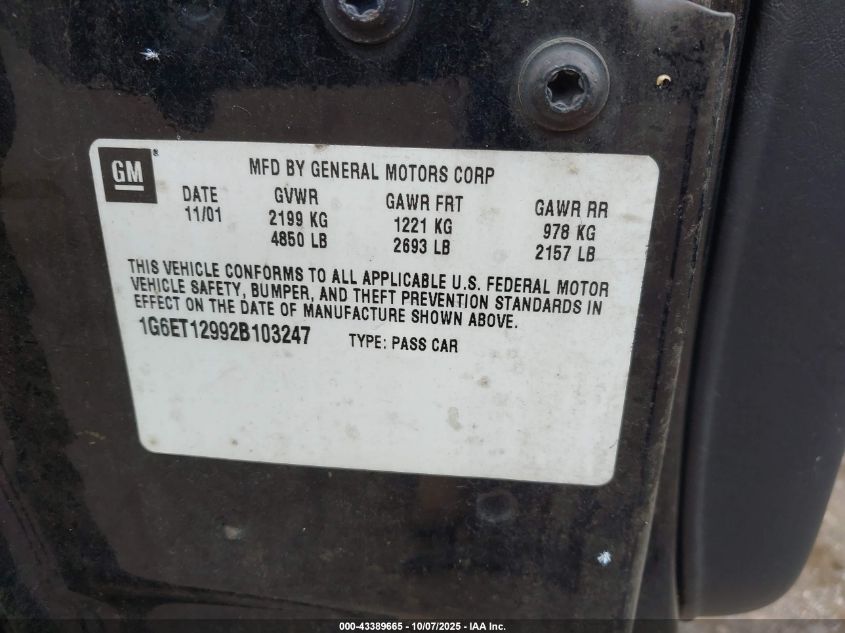 GM®
MFD BY GENERAL MOTORS CORP
DATE GVWR GAWR FRT GAWR RR
11/01 2199 KG 1221 KG 978 KG
4850 LB 2693 LB 2157 LB
THIS VEHICLE CONFORMS TO ALL APPLICABLE U.S. FEDERAL MOTOR
VEHICLE SAFETY, BUMPER, AND THEFT PREVENTION STANDARDS IN
EFFECT ON THE DATE OF MANUFACTURE SHOWN ABOVE.
1G6ET12992B103247 TYPE: PASS CAR
000-43389665 - 10/07/2025 - IAA Inc.